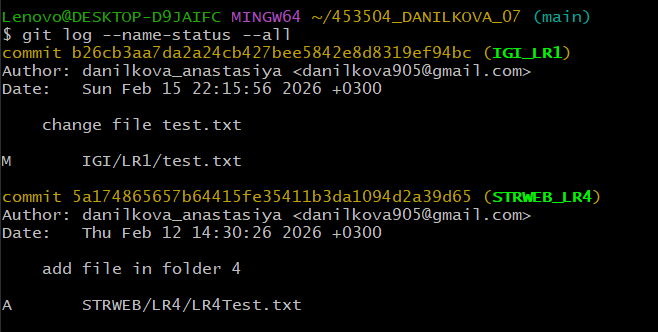 Lenovo@DESKTOP-D9JAIFC MINGW64 ~/453504_DANILKOVA_07 (main)
$ git log --name-status --all
commit b26cb3aa7da2a24cb427bee5842e8d8319ef94bc (IGI_LR1)
Author: danilkova_anastasiya <danilkova905@gmail.com>
Date:   Sun Feb 15 22:15:56 2026 +0300
    change file test.txt
M       IGI/LR1/test.txt
commit 5a174865657b64415fe35411b3da1094d2a39d65 (STRWEB_LR4)
Author: danilkova_anastasiya <danilkova905@gmail.com>
Date:   Thu Feb 12 14:30:26 2026 +0300
    add file in folder 4
A       STRWEB/LR4/LR4Test.txt